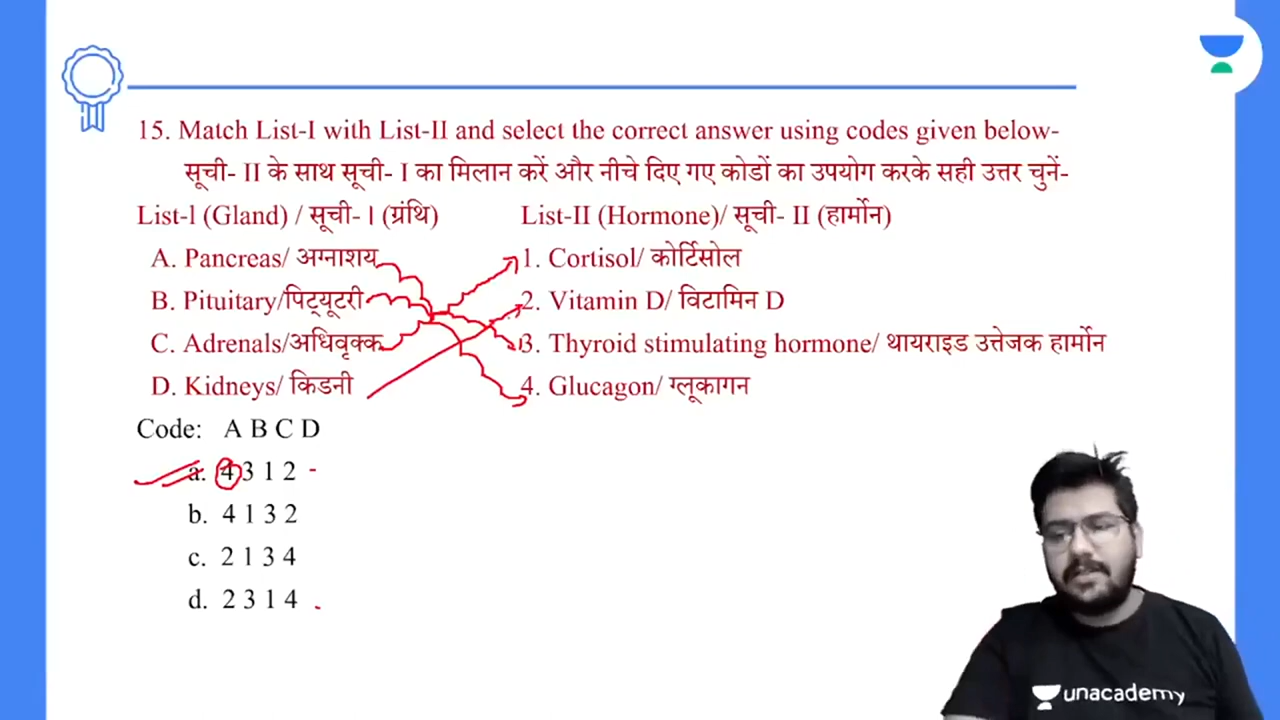 15. Match List-I with List-II and select the correct answer using codes given below-
सूची- II के साथ सूची- I का मिलान करें और नीचे दिए गए कोडों का उपयोग करके सही उत्तर चुनें-
List-l (Gland) / सूची- l (ग्रंथि) List-II (Hormone)/ सूची- II (हार्मोन)
A. Pancreas/ अग्नाशय 1. Cortisol/ कोर्टिसोल
B. Pituitary/पिट्यूटरी 2. Vitamin D/ विटामिन D
C. Adrenals/अधिवृक्क 3. Thyroid stimulating hormone/ थायराइड उत्तेजक हार्मोन
D. Kidneys/ किडनी 4. Glucagon/ ग्लूकागन
Code: A B C D
a. 4 3 1 2
b. 4 1 3 2
c. 2 1 3 4
d. 2 3 1 4
unacademy